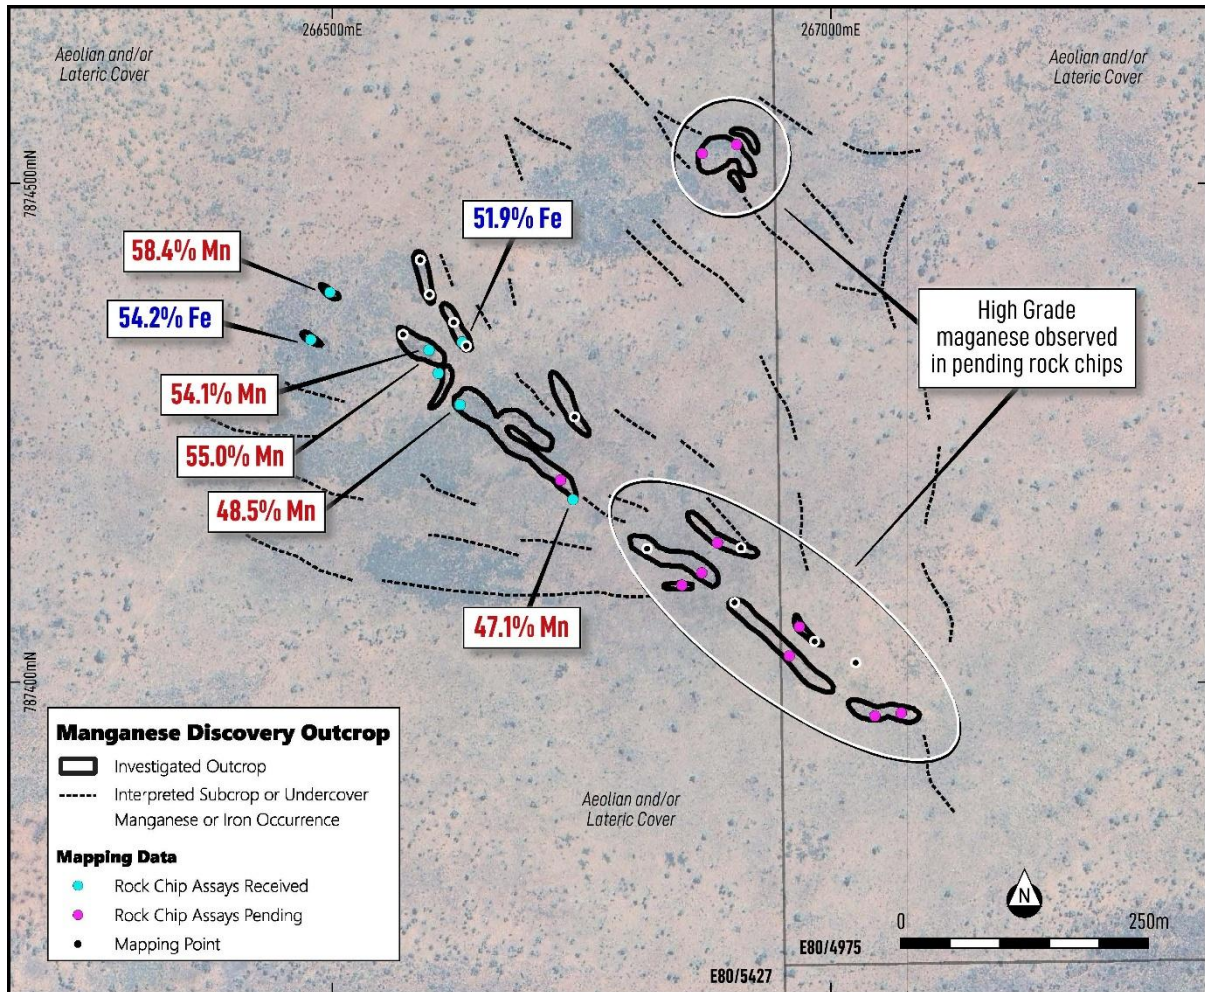 266500mE
267000mE
Aeolian and/or
Lateric Cover
Aeolian and/or
Lateric Cover
7874500mN
51.9% Fe
58.4% Mn
54.2% Fe
High Grade
maganese observed
in pending rock chips
54.1% Mn
55.0% Mn
48.5% Mn
47.1% Mn
787400mN
Manganese Discovery Outcrop
Investigated Outcrop
Interpreted Subcrop or Undercover
Manganese or Iron Occurrence
Mapping Data
Rock Chip Assays Received
Rock Chip Assays Pending
Mapping Point
Aeolian and/or
Lateric Cover
N
0 250m
E80/4975
E80/5427